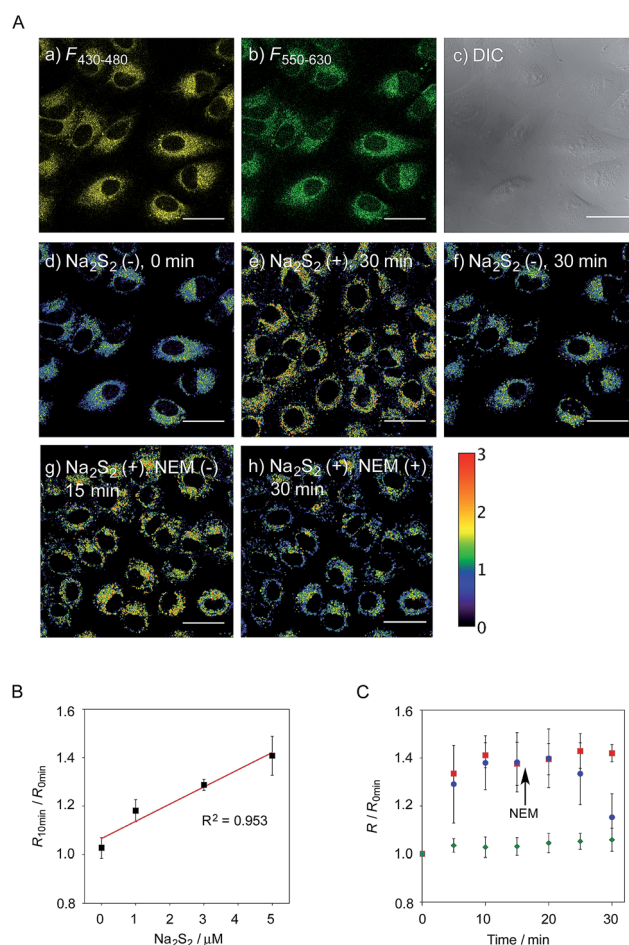 A
a) F430-480
b) F550-630
c) DIC
d) Na2S2 (-), 0 min
e) Na2S2 (+), 30 min
f) Na2S2 (-), 30 min
g) Na2S2 (+), NEM (-)
15 min
h) Na2S2 (+), NEM (+)
30 min
3
2
1
0
B
1.6
1.4
1.2
1.0
0.8
R10min / R0min
R2 = 0.953
0 1 2 3 4 5
Na2S2 / μM
C
1.6
1.4
1.2
1.0
0.8
R / R0min
NEM
0 10 20 30
Time / min